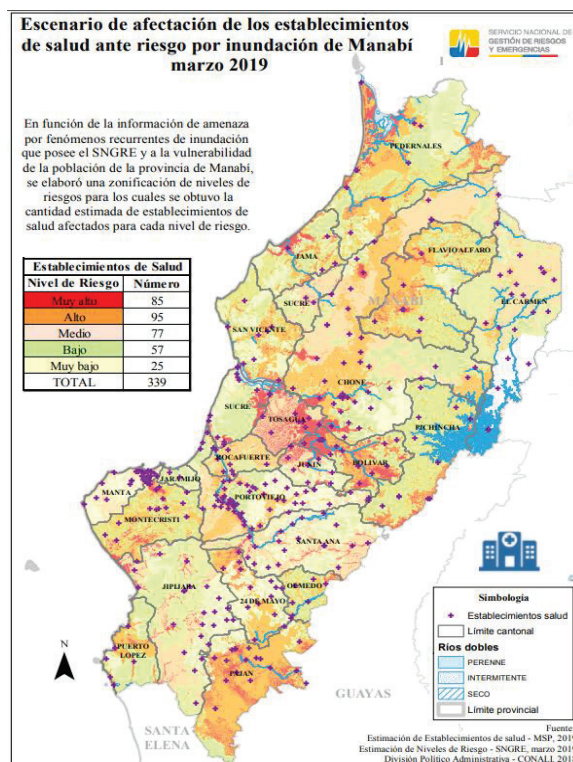 Escenario de afectación de los establecimientos
de salud ante riesgo por inundación de Manabí
marzo 2019
SERVICIO NACIONAL DE
GESTIÓN DE RIESGOS
Y EMERGENCIAS
En función de la información de amenaza
por fenómenos recurrentes de inundación
que posee el SNGRE y a la vulnerabilidad
de la población de la provincia de Manabí,
se elaboró una zonificación de niveles de
riesgos para los cuales se obtuvo la
cantidad estimada de establecimientos de
salud afectados para cada nivel de riesgo.
Establecimientos de Salud
Nivel de Riesgo Número
Muy alto 85
Alto 95
Medio 77
Bajo 57
Muy bajo 25
TOTAL 339
PEDERNALES
JAMA
FLAVIO ALFARO
SUCRE
MANABÍ
EL CARMEN
SAN VICENTE
CHONE
SUCRE
TOSAGUA
PICHINCHA
ROCAFUERTE
JUNIN
BOLIVAR
JARAMIJO
MANTA
PORTOVIEJO
MONTECRISTI
SANTA ANA
JIPIJAPA
24 DE MAYO
OLMEDO
PUERTO
LOPEZ
PAJAN
N
GUAYAS
SANTA
ELENA
Simbología
Establecimientos salud
Límite cantonal
Ríos dobles
PERENNE
INTERMITENTE
SECO
Límite provincial
Fuente:
Estimación de Establecimientos de salud - MSP, 2019
Estimación de Niveles de Riesgo - SNGRE, marzo 2019
División Político Administrativa - CONALI, 2018